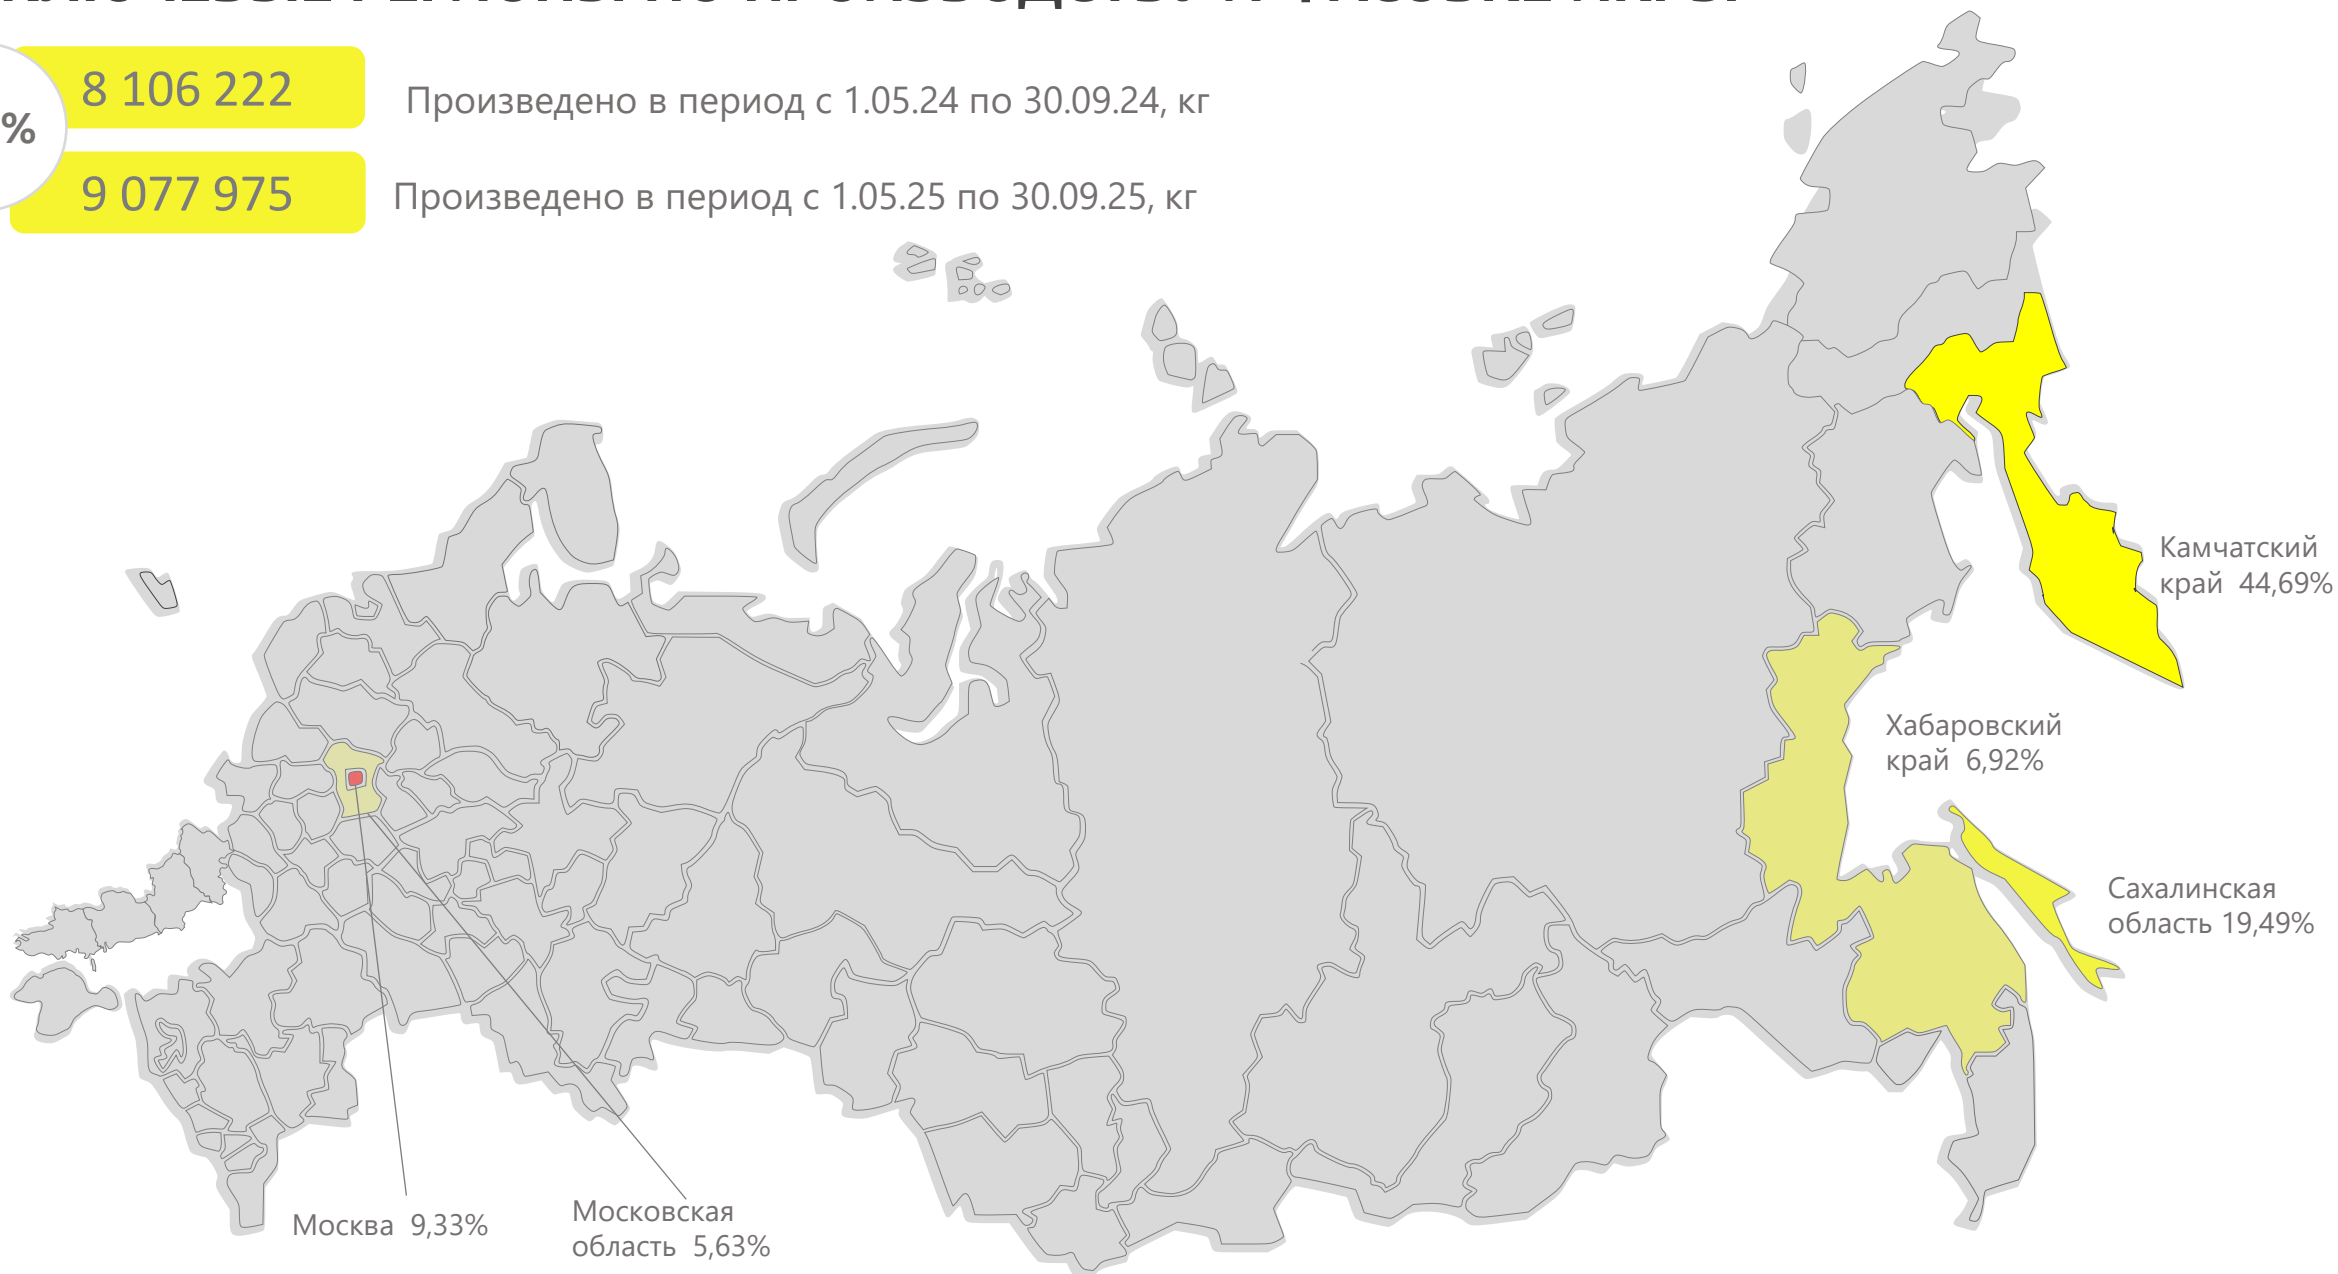 8 106 222
Произведено в период с 1.05.24 по 30.09.24, кг
%
9 077 975
Произведено в период с 1.05.25 по 30.09.25, кг
Камчатский
край 44,69%
Хабаровский
край 6,92%
Сахалинская
область 19,49%
Москва 9,33%
Московская
область 5,63%